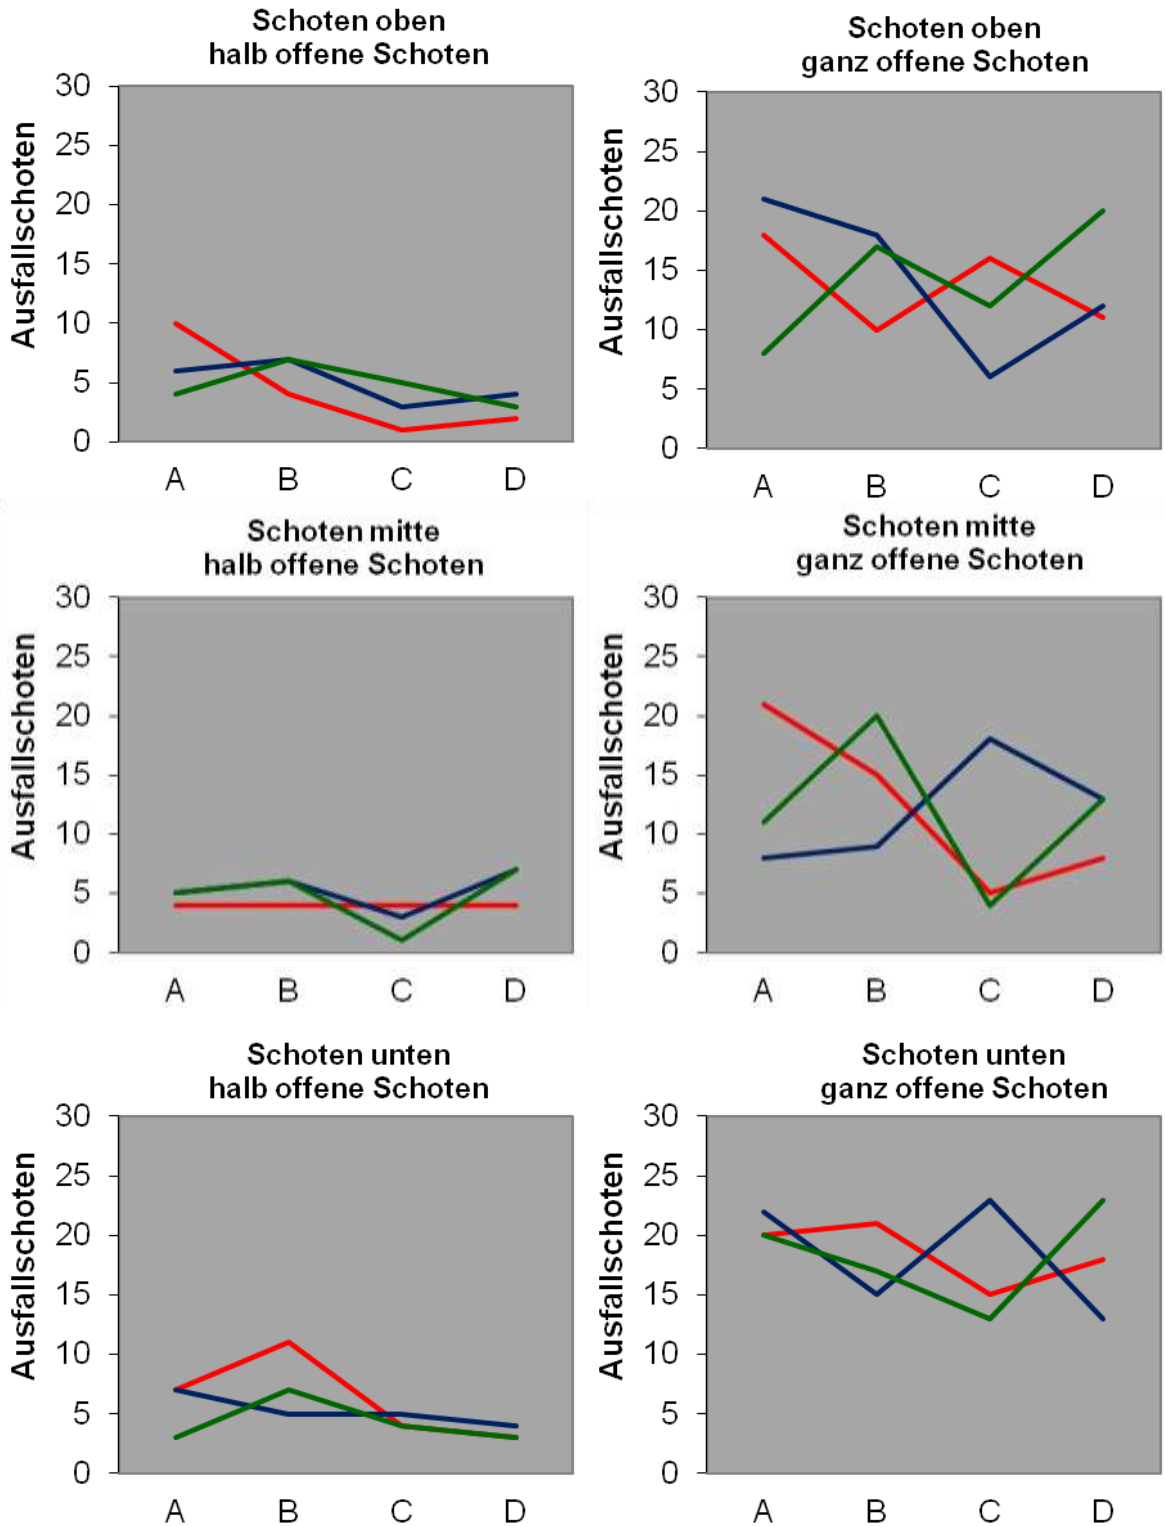 Schoten oben
halb offene Schoten
Ausfallschoten
30
25
20
15
10
5
0
A B C D
Schoten oben
ganz offene Schoten
Ausfallschoten
30
25
20
15
10
5
0
A B C D
Schoten mitte
halb offene Schoten
Ausfallschoten
30
25
20
15
10
5
0
A B C D
Schoten mitte
ganz offene Schoten
Ausfallschoten
30
25
20
15
10
5
0
A B C D
Schoten unten
halb offene Schoten
Ausfallschoten
30
25
20
15
10
5
0
A B C D
Schoten unten
ganz offene Schoten
Ausfallschoten
30
25
20
15
10
5
0
A B C D